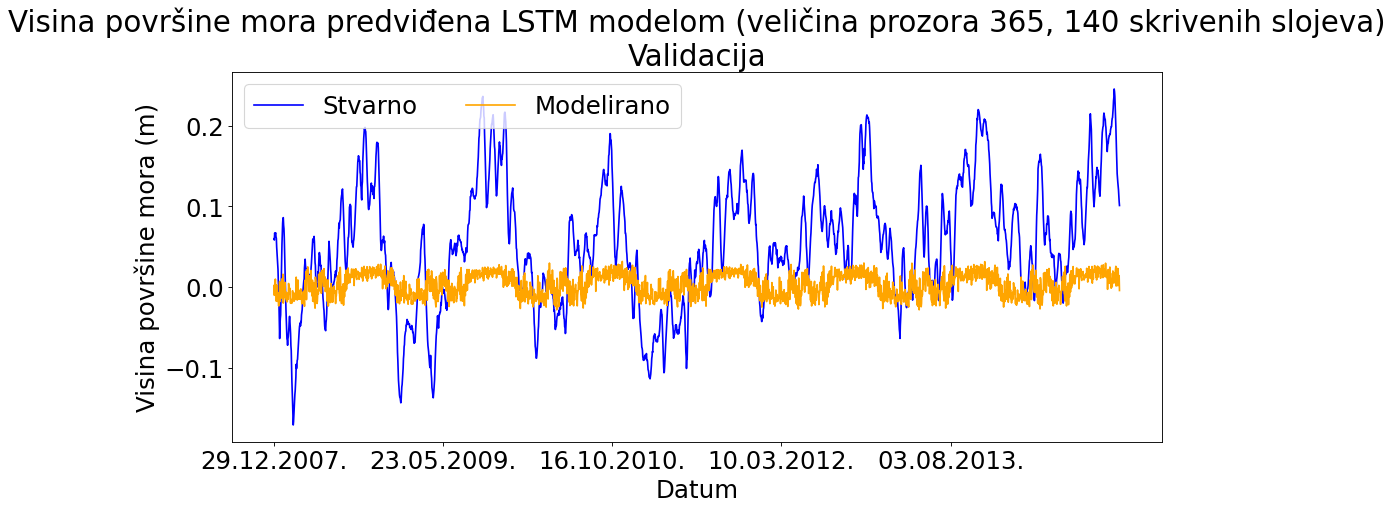 Visina površine mora predviđena LSTM modelom (veličina prozora 365, 140 skrivenih slojeva)
Validacija
Stvarno Modelirano
Visina površine mora (m)
0.2
0.1
0.0
−0.1
29.12.2007. 23.05.2009. 16.10.2010. 10.03.2012. 03.08.2013.
Datum